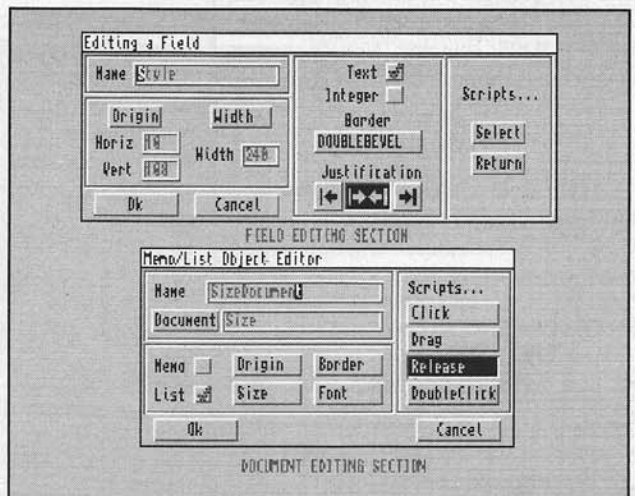 Editing a Field
Name Style
Origin Width
Horiz
Width 248
Vert
Ok Cancel
Text
Integer
Border
DOUBLEBEVEL
Justification
Scripts...
Select
Return
FIELD EDITING SECTION
Memo/List Object Editor
Name SizeDocument
Document Size
Memo Origin Border
List Size Font
Ok Cancel
Scripts...
Click
Drag
Release
DoubleClick
DOCUMENT EDITING SECTION